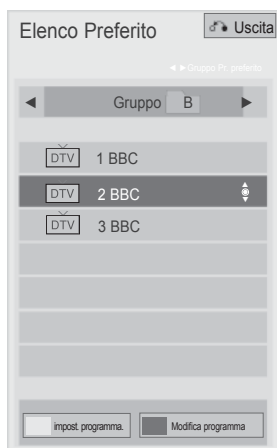 Elenco Preferito
Uscita
◄ ►Gruppo Pr. preferito
◄ Gruppo B ►
DTV 1 BBC
DTV 2 BBC
DTV 3 BBC
impost. programma. Modifica programma